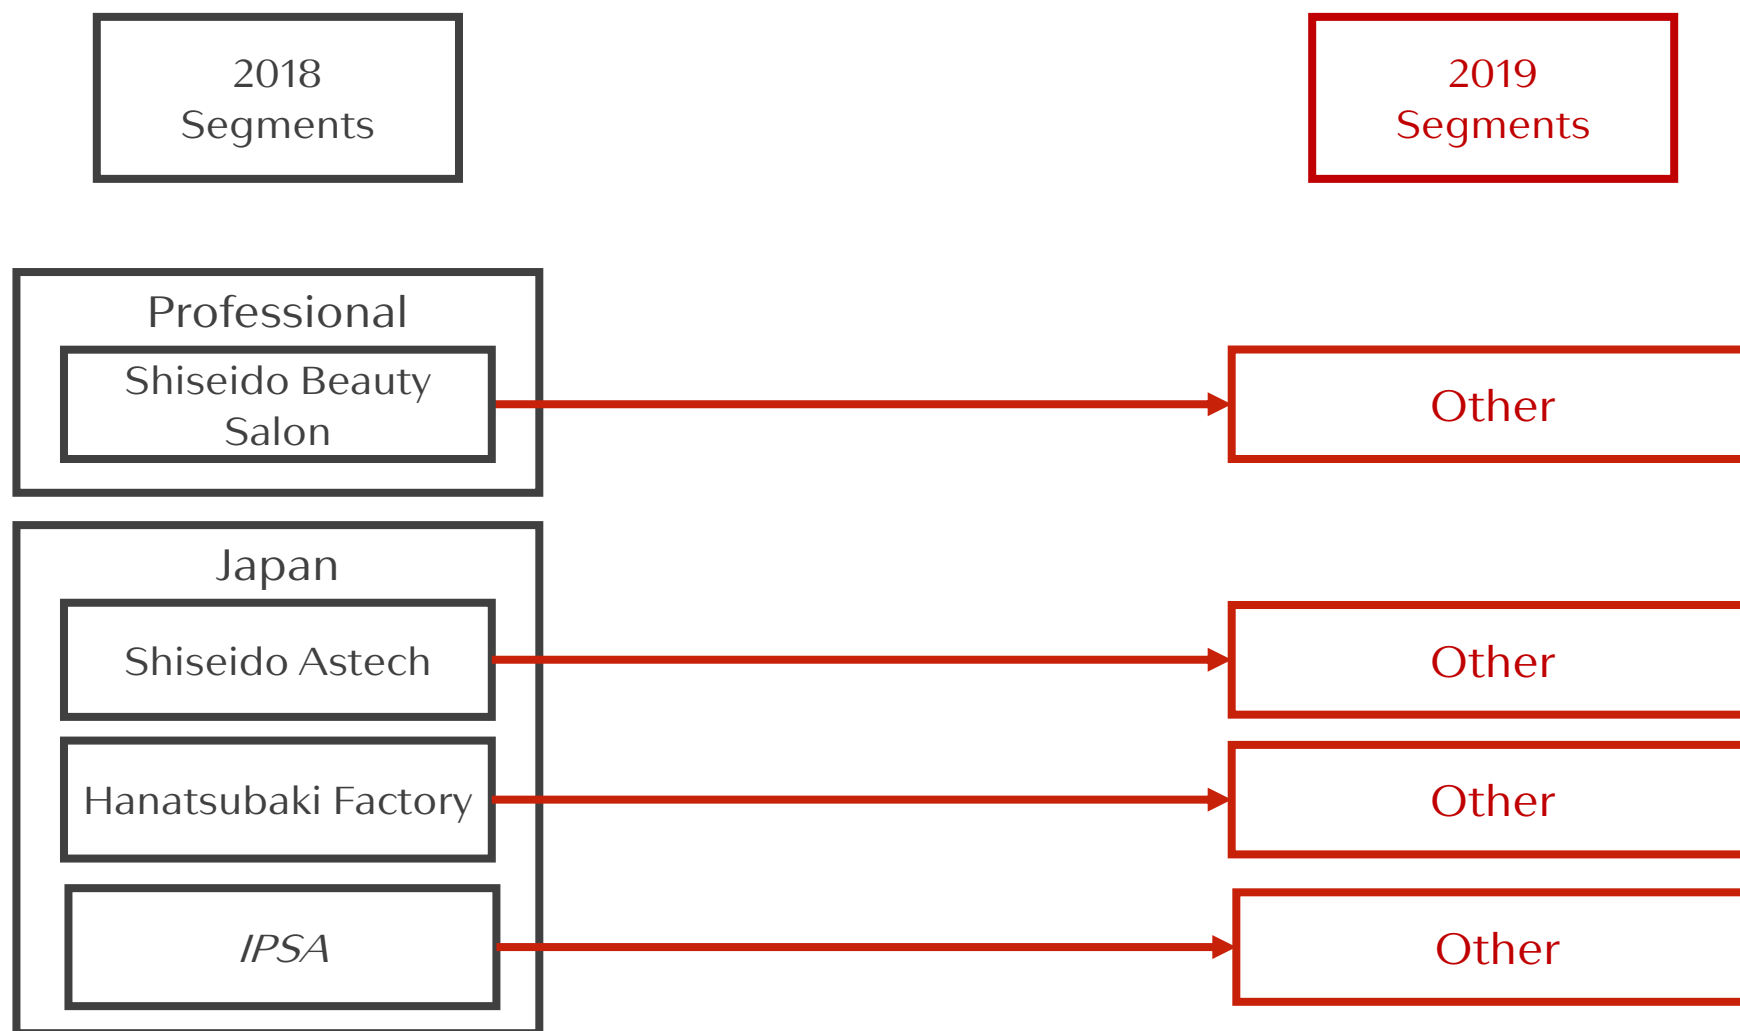 2018
Segments
2019
Segments
Professional
Shiseido Beauty
Salon
Other
Japan
Shiseido Astech
Other
Hanatsubaki Factory
Other
IPSA
Other